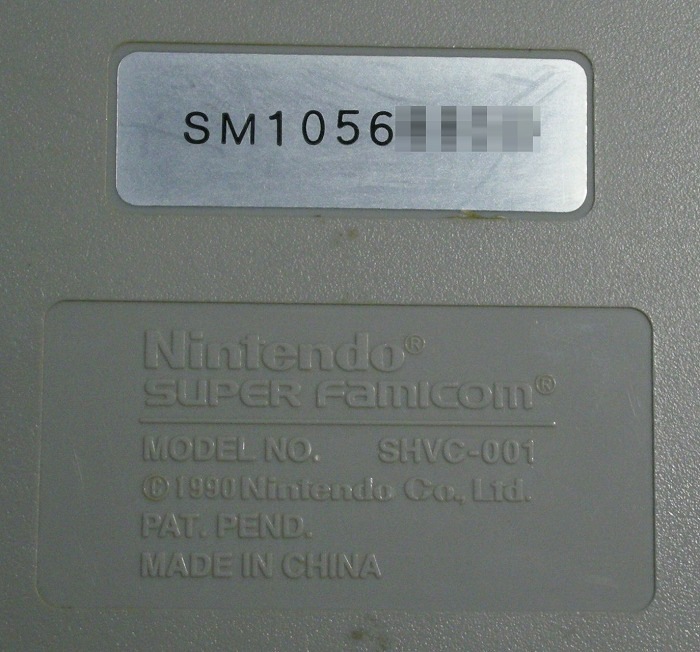 SM1056
Nintendo®
SUPER Famicom®
MODEL NO. SHVC-001
© 1990 Nintendo Co., Ltd.
PAT. PEND.
MADE IN CHINA